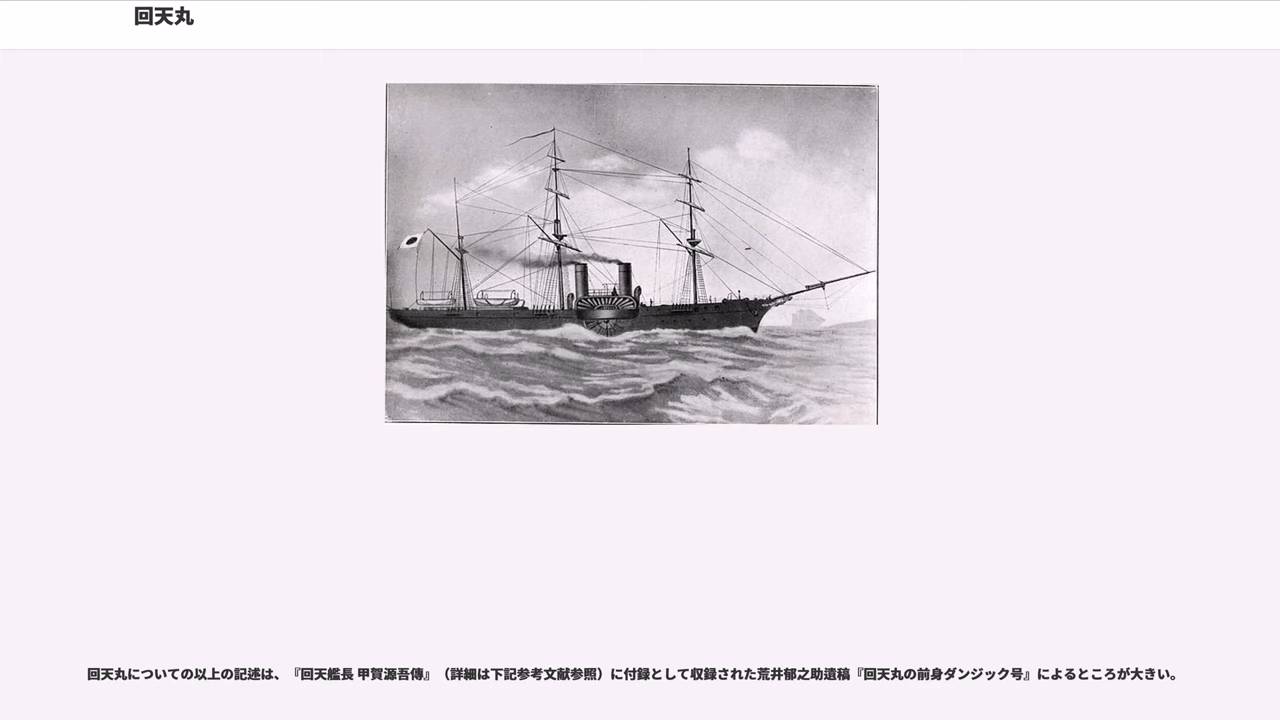 回天丸
回天丸についての以上の記述は、『回天艦長 甲賀源吾傳』（詳細は下記参考文献参照）に付録として収録された荒井郁之助遺稿『回天丸の前身ダンジック号』によるところが大きい。